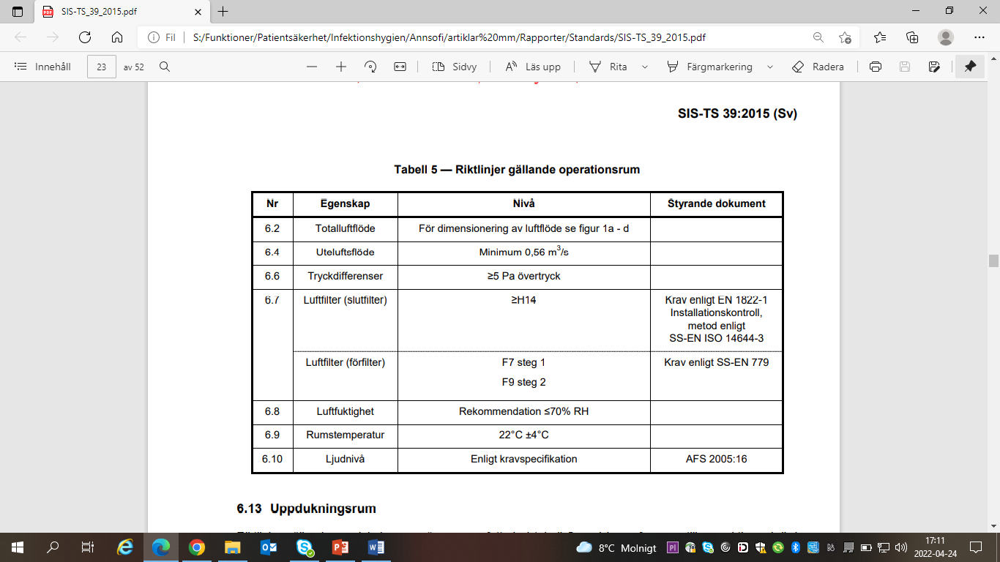 SIS-TS_39_2015.pdf
Fil
S:/Funktioner/Patientsäkerhet/Infektionshygien/Annsofi/artiklar%20mm/Rapporter/Standards/SIS-TS_39_2015.pdf
Innehåll
23
av 52
Sidvy
Läs upp
Rita
Färgmarkering
Radera
SIS-TS 39:2015 (Sv)
Tabell 5 — Riktlinjer gällande operationsrum
Nr Egenskap Nivå Styrande dokument
6.2 Totalluftflöde För dimensionering av luftflöde se figur 1a - d
6.4 Uteluftsflöde Minimum 0,56 m³/s
6.6 Tryckdifferenser ≥5 Pa övertryck
6.7 Luftfilter (slutfilter) ≥H14 Krav enligt EN 1822-1
Installationskontroll,
metod enligt
SS-EN ISO 14644-3
Luftfilter (förfilter) F7 steg 1 Krav enligt SS-EN 779
F9 steg 2
6.8 Luftfuktighet Rekommendation ≤70% RH
6.9 Rumstemperatur 22°C ±4°C
6.10 Ljudnivå Enligt kravspecifikation AFS 2005:16
6.13 Uppdukningsrum
8°C Molnigt
17:11
2022-04-24